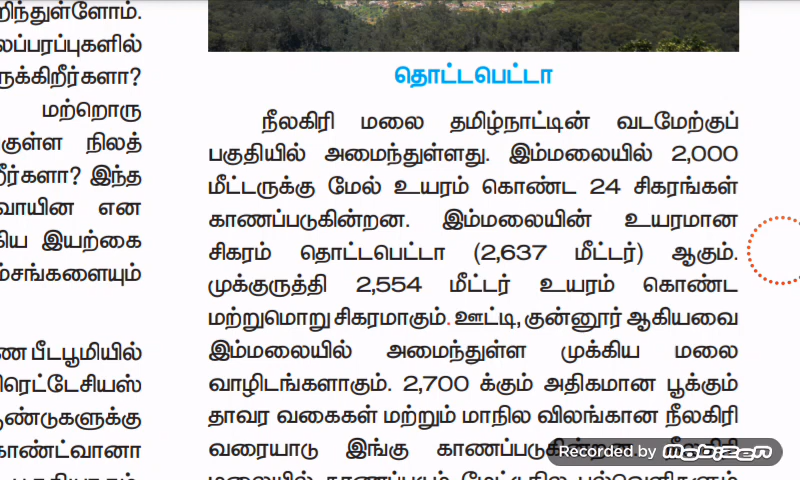 றிந்துள்ளோம்.
லப்பரப்புகளில்
ருக்கிறீர்களா?
மற்றொரு
குள்ள நிலத்
றீர்களா? இந்த
வாயின என
கிய இயற்கை
ம்சங்களையும்
ண பீடபூமியில்
ரெட்டேசியஸ்
ஆண்டுகளுக்கு
காண்ட்வானா
தொட்டபெட்டா
நீலகிரி மலை தமிழ்நாட்டின் வடமேற்குப்
பகுதியில் அமைந்துள்ளது. இம்மலையில் 2,000
மீட்டருக்கு மேல் உயரம் கொண்ட 24 சிகரங்கள்
காணப்படுகின்றன. இம்மலையின் உயரமான
சிகரம் தொட்டபெட்டா (2,637 மீட்டர்) ஆகும்.
முக்குருத்தி 2,554 மீட்டர் உயரம் கொண்ட
மற்றுமொறு சிகரமாகும். ஊட்டி, குன்னூர் ஆகியவை
இம்மலையில் அமைந்துள்ள முக்கிய மலை
வாழிடங்களாகும். 2,700 க்கும் அதிகமான பூக்கும்
தாவர வகைகள் மற்றும் மாநில விலங்கான நீலகிரி
வரையாடு இங்கு காணப்படுகின்றன. நீலகிரி
Recorded by mobizen